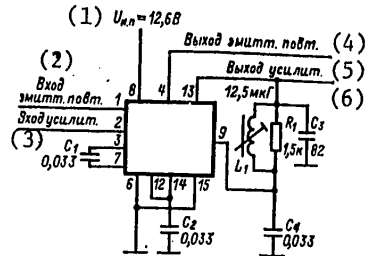 (1) Uи.п = 12,6В
Выход эмитт. повт. (4)
(2)
Выход усилит. (5)
Вход
эмитт. повт.
8 4 13
12,5мкГ (6)
1
Вход усилит. 2
(3)
3
C1
0,033
7
9
L1
R1
1,5к
C3
82
6 12 14 15
C2
0,033
C4
0,033